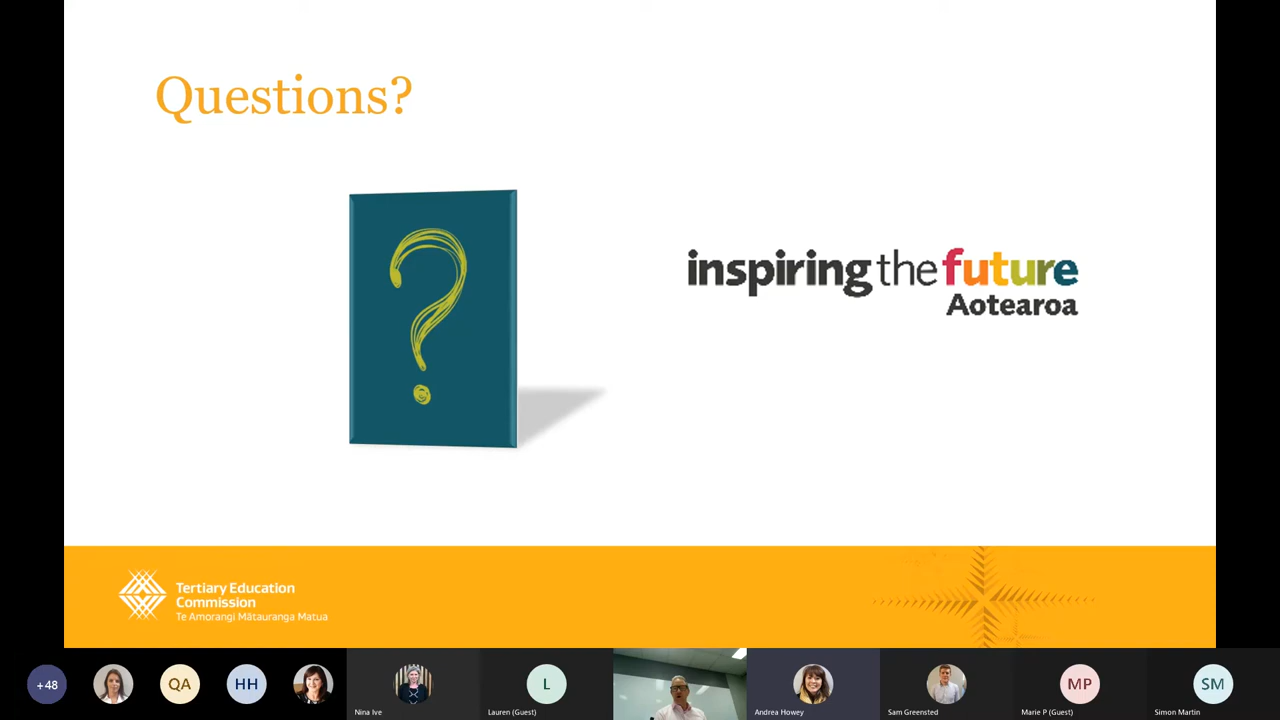 Questions?
?
inspiring the future
Aotearoa
Tertiary Education
Commission
Te Amorangi Mātauranga Matua
+48
QA
HH
Nina Ive
L
Lauren (Guest)
Andrea Howey
Sam Greensted
MP
Marie P (Guest)
SM
Simon Martin